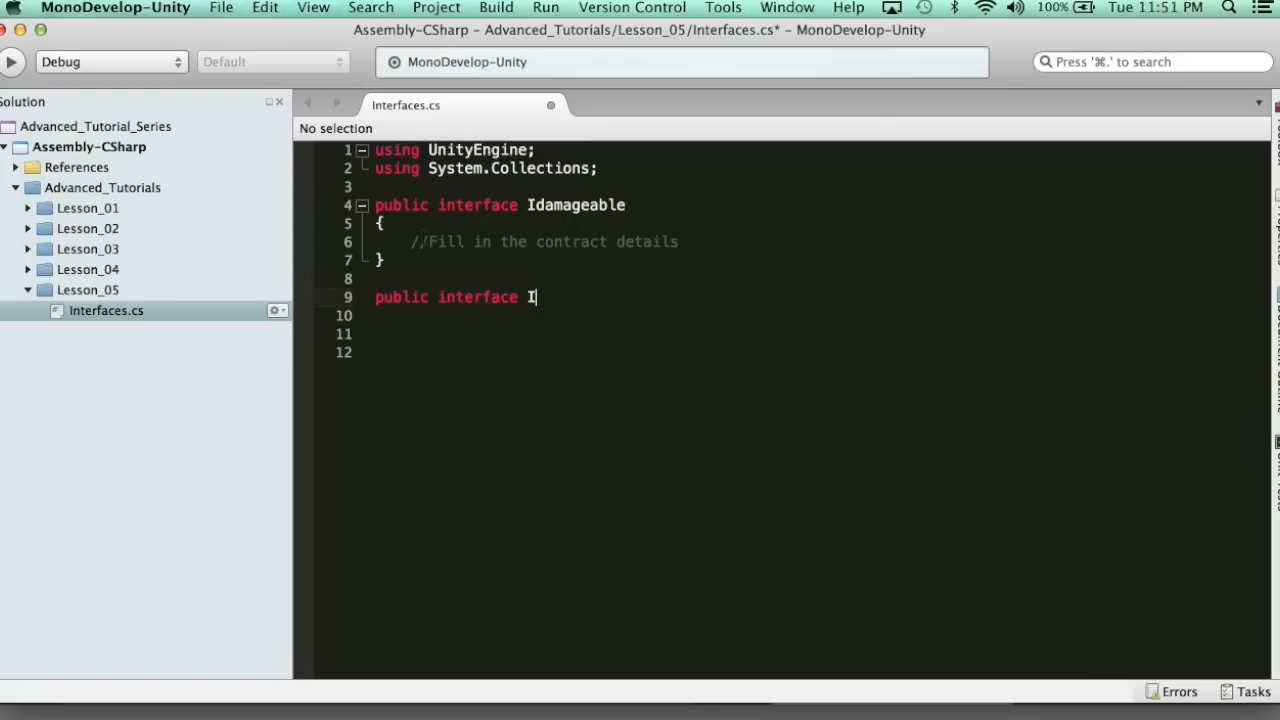 MonoDevelop-Unity File Edit View Search Project Build Run Version Control Tools Window Help 100% Tue 11:51 PM
Assembly-CSharp - Advanced_Tutorials/Lesson_05/Interfaces.cs* - MonoDevelop-Unity
Debug Default MonoDevelop-Unity Press '⌘.' to search
Solution
Interfaces.cs
Advanced_Tutorial_Series
No selection
Assembly-CSharp
References
Advanced_Tutorials
Lesson_01
Lesson_02
Lesson_03
Lesson_04
Lesson_05
Interfaces.cs
1 using UnityEngine;
2 using System.Collections;
3
4 public interface Idamageable
5 {
6 //Fill in the contract details
7 }
8
9 public interface I
10
11
12
Errors Tasks